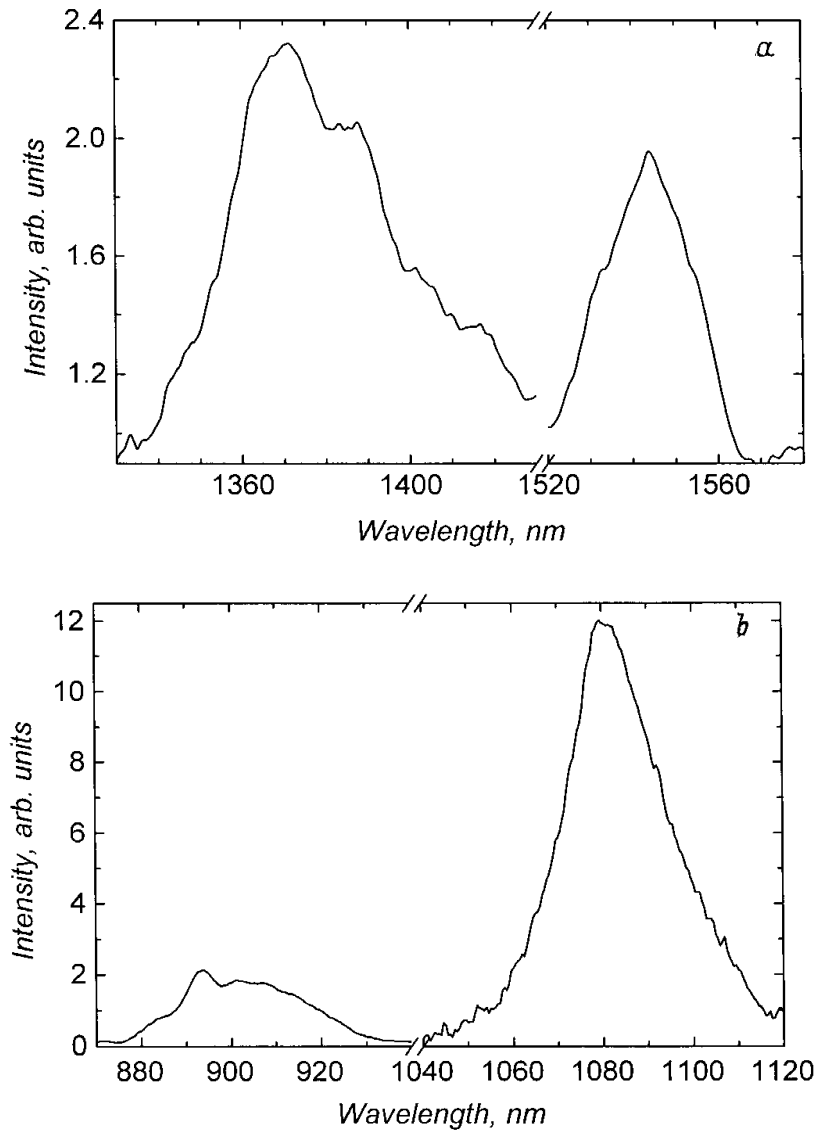 2.4
a
2.0
1.6
1.2
Intensity, arb. units
1360 1400 1520 1560
Wavelength, nm
12
b
10
8
6
4
2
0
Intensity, arb. units
880 900 920 1040 1060 1080 1100 1120
Wavelength, nm